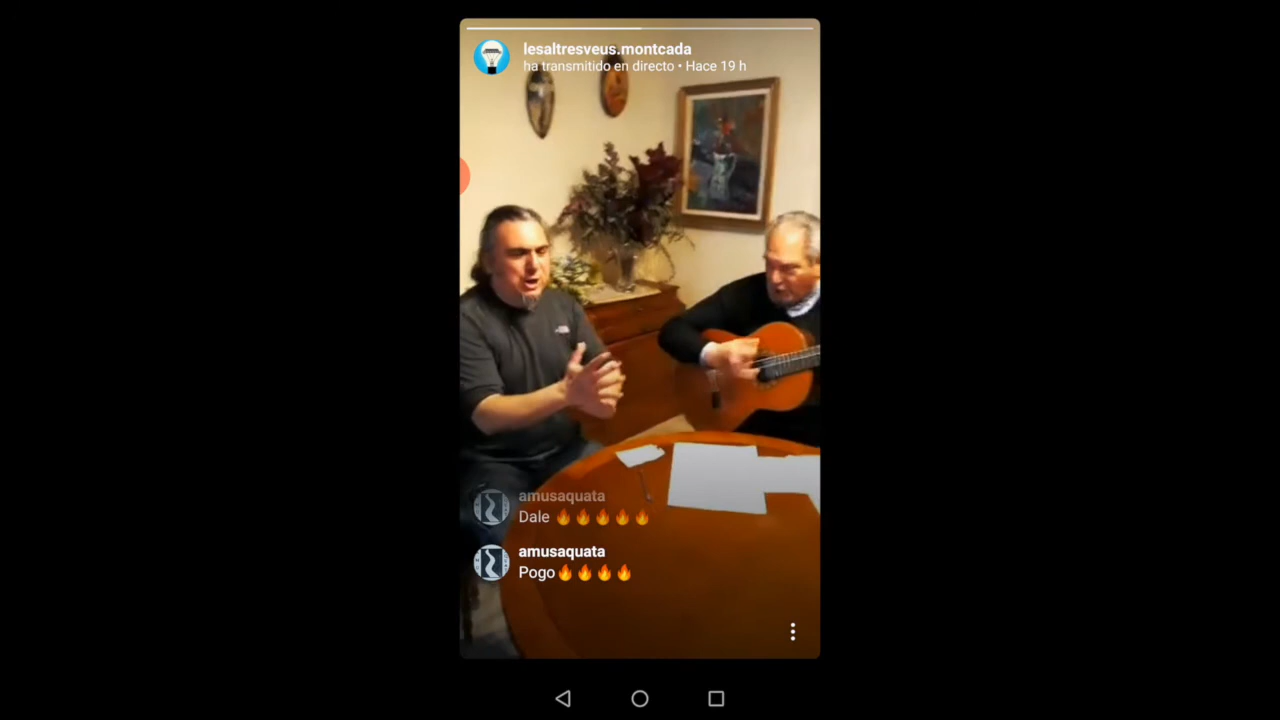 lesaltresveus.montcada
ha transmitido en directo • Hace 19 h
amusaquata
Dale 🔥🔥🔥🔥🔥
amusaquata
Pogo🔥🔥🔥🔥